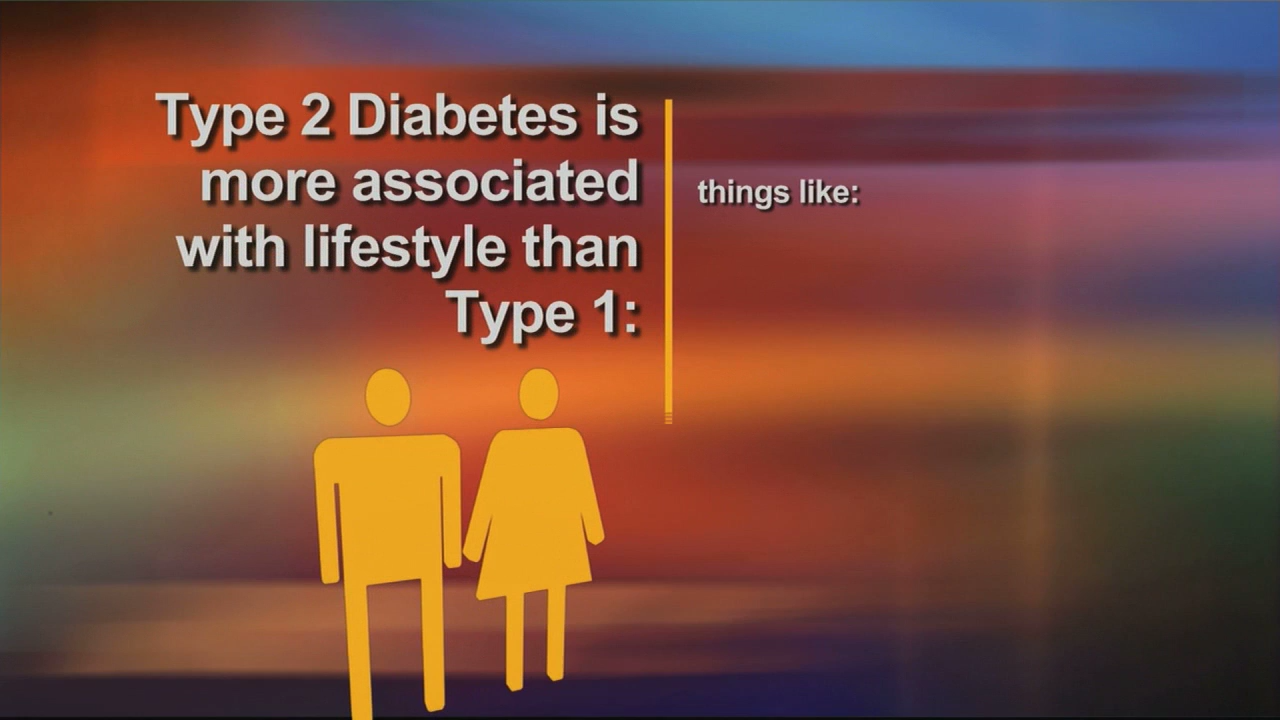 Type 2 Diabetes is
more associated
with lifestyle than
Type 1:
things like: